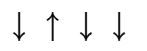 ↓ ↑ ↓ ↓